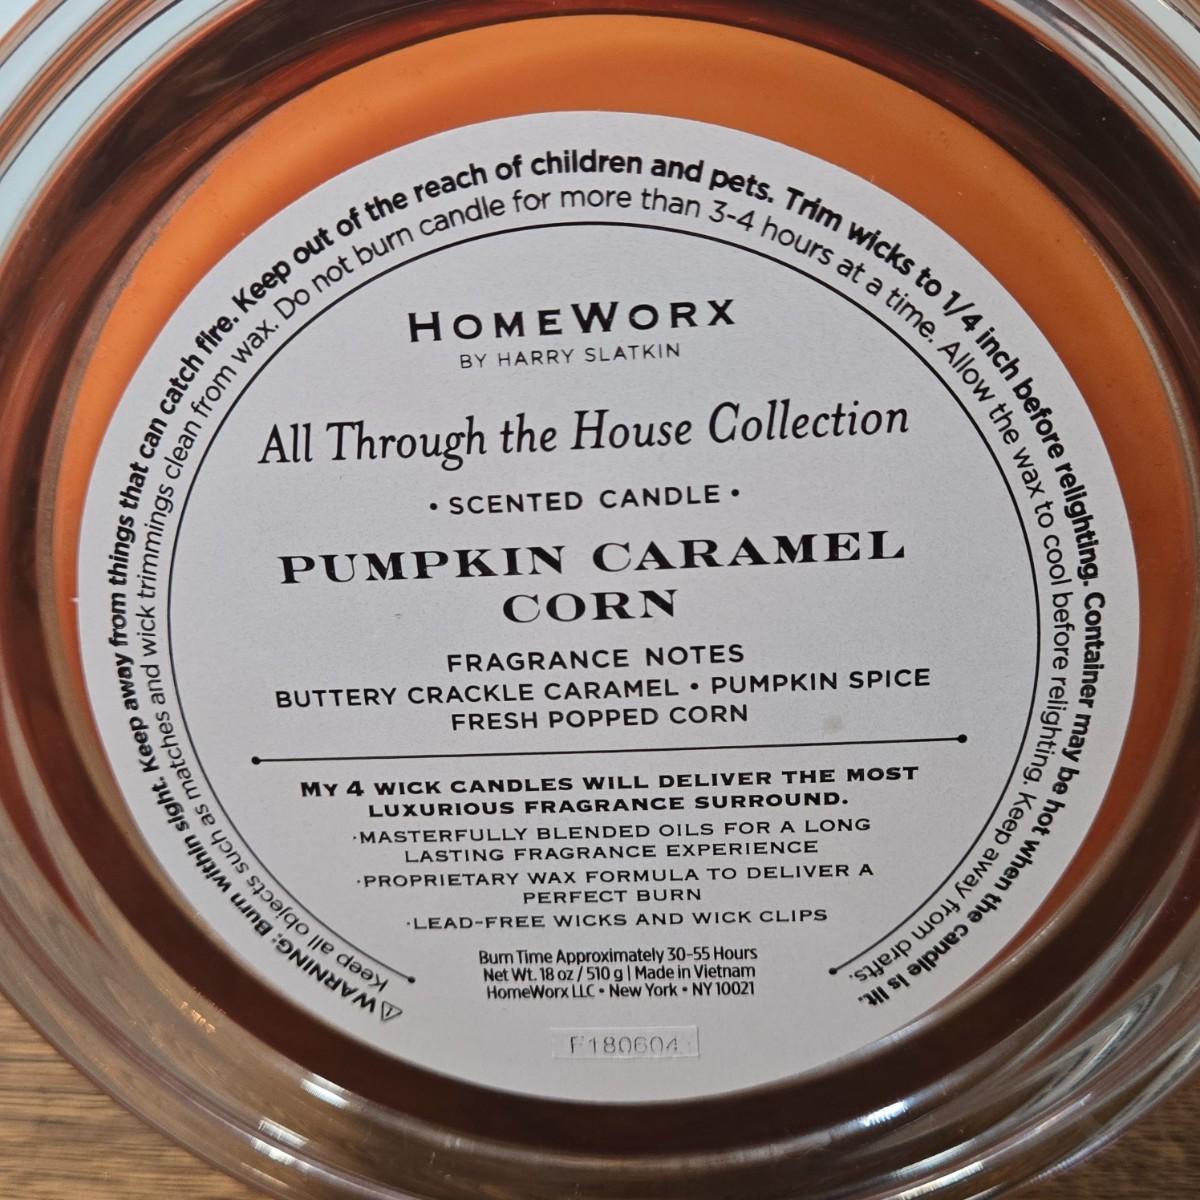 ⚠WARNING: Burn within sight. Keep away from things that can catch fire. Keep out of the reach of children and pets. Trim wicks to 1/4 inch before relighting. Container may be hot when the candle is lit.
Keep all objects such as matches and wick trimmings clean from wax. Do not burn candle for more than 3-4 hours at a time. Allow the wax to cool before relighting. Keep away from drafts.
HOMEWORX
BY HARRY SLATKIN
All Through the House Collection
• SCENTED CANDLE •
PUMPKIN CARAMEL
CORN
FRAGRANCE NOTES
BUTTERY CRACKLE CARAMEL • PUMPKIN SPICE
FRESH POPPED CORN
MY 4 WICK CANDLES WILL DELIVER THE MOST
LUXURIOUS FRAGRANCE SURROUND.
·MASTERFULLY BLENDED OILS FOR A LONG
LASTING FRAGRANCE EXPERIENCE
·PROPRIETARY WAX FORMULA TO DELIVER A
PERFECT BURN
·LEAD-FREE WICKS AND WICK CLIPS
Burn Time Approximately 30-55 Hours
Net Wt. 18 oz / 510 g | Made in Vietnam
HomeWorx LLC • New York • NY 10021
F180604